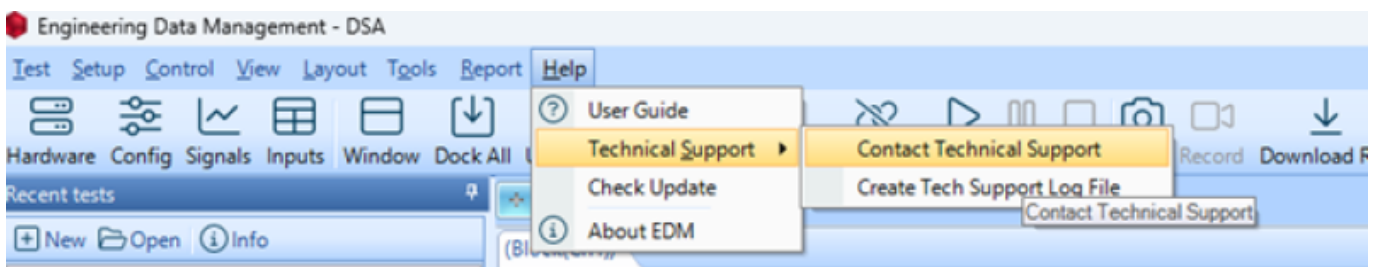 Engineering Data Management - DSA
Test Setup Control View Layout Tools Report Help
User Guide
Technical Support
Contact Technical Support
Check Update
Create Tech Support Log File
Contact Technical Support
About EDM
Hardware Config Signals Inputs Window Dock All Record Download
Recent tests
New Open Info